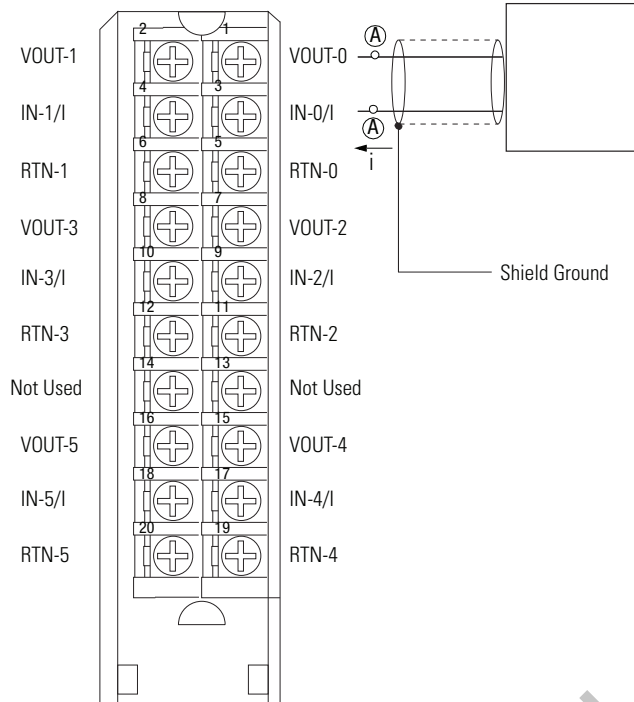 2 1
VOUT-1 VOUT-0 A
4 3
IN-1/I IN-0/I A
6 5
i
RTN-1 RTN-0
8 7
VOUT-3 VOUT-2
10 9
IN-3/I IN-2/I Shield Ground
12 11
RTN-3 RTN-2
14 13
Not Used Not Used
16 15
VOUT-5 VOUT-4
18 17
IN-5/I IN-4/I
20 19
RTN-5 RTN-4